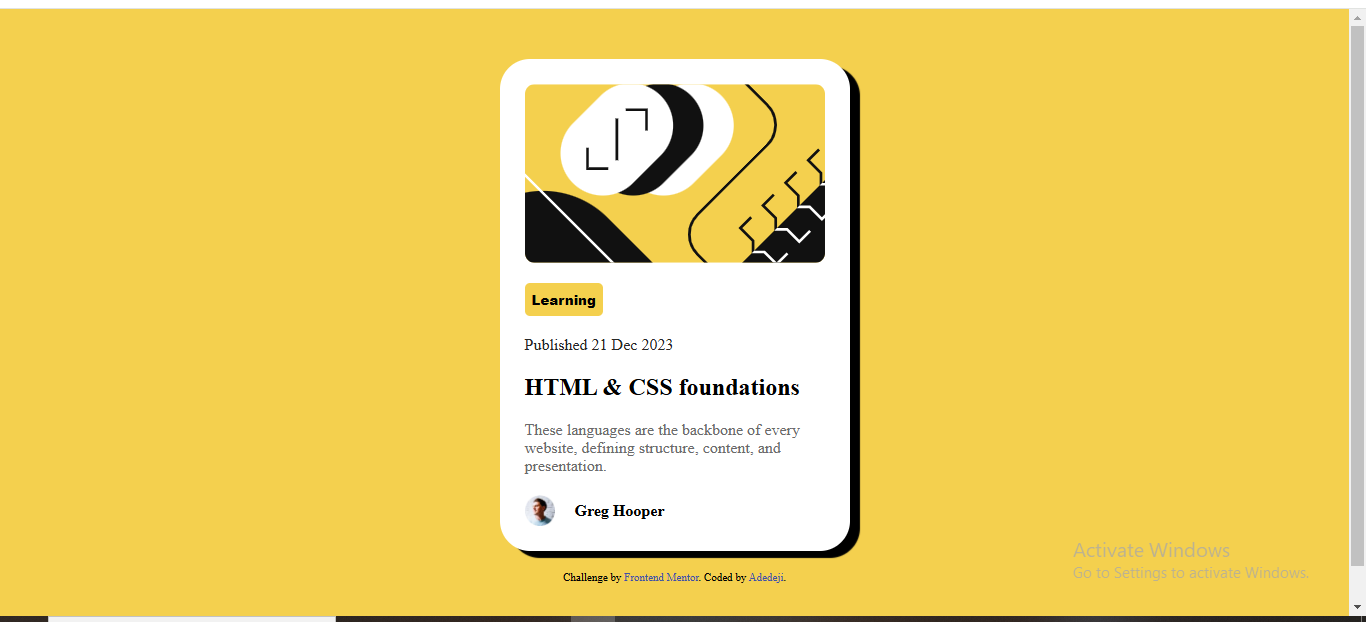 Learning
Published 21 Dec 2023
HTML & CSS foundations
These languages are the backbone of every
website, defining structure, content, and
presentation.
Greg Hooper
Activate Windows
Go to Settings to activate Windows.
Challenge by Frontend Mentor. Coded by Adedeji.